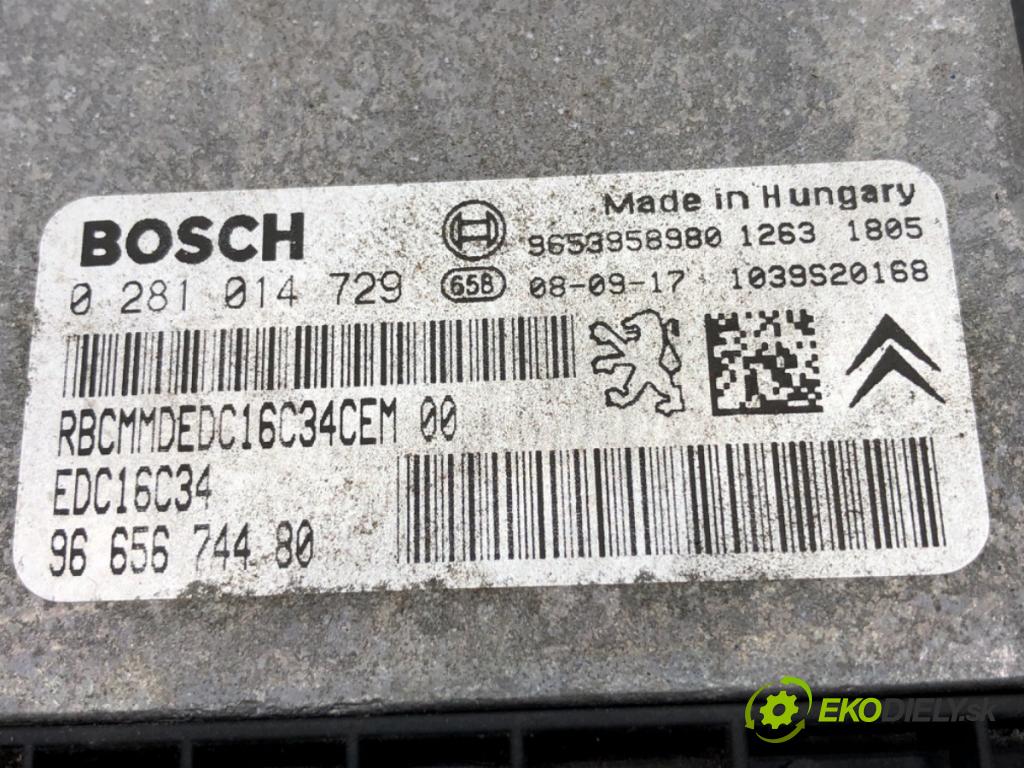 Made in Hungary
BOSCH 9653958980 1263 1805
0 281 014 729 658 08-09-17 1039S20168
RBCMMDEDC16C34CEM 00
EDC16C34
96 656 744 80
EKODIELY.SK